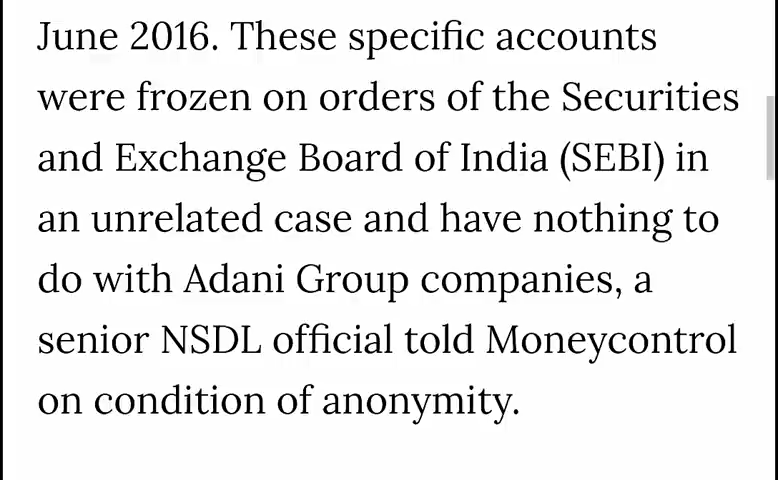 June 2016. These specific accounts
were frozen on orders of the Securities
and Exchange Board of India (SEBI) in
an unrelated case and have nothing to
do with Adani Group companies, a
senior NSDL official told Moneycontrol
on condition of anonymity.